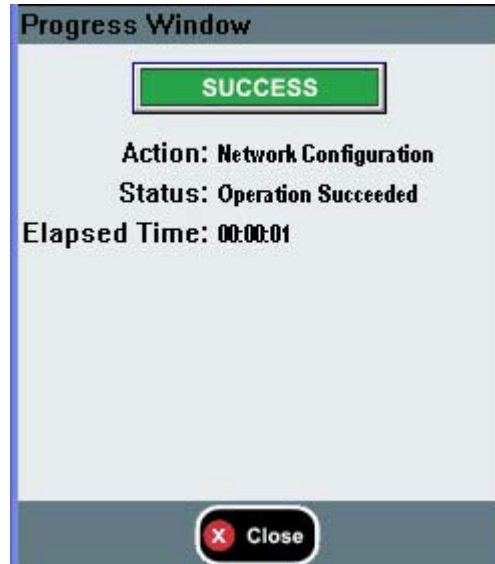 Progress Window
SUCCESS
Action: Network Configuration
Status: Operation Succeeded
Elapsed Time: 00:00:01
X Close